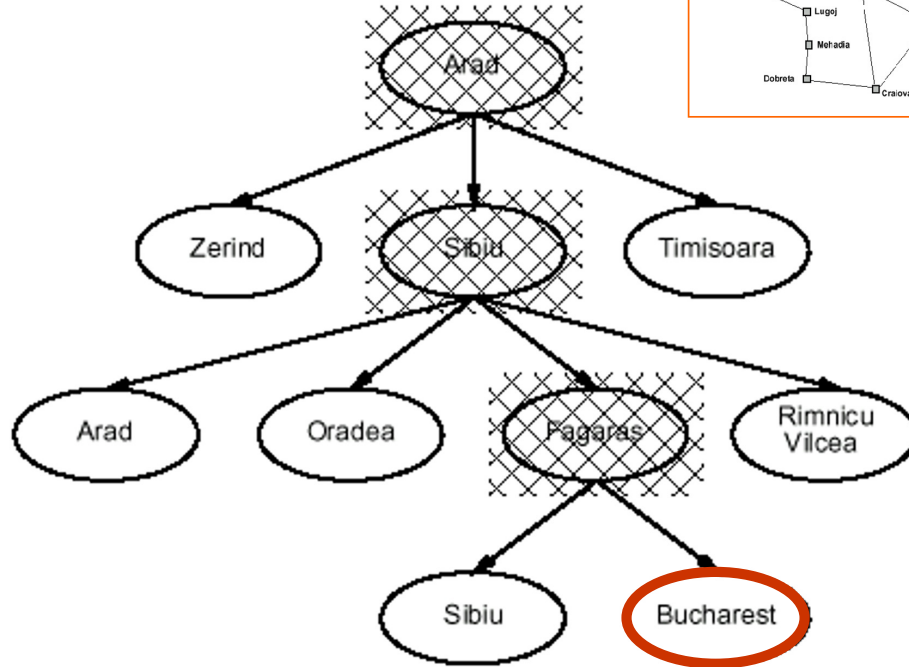 Lugoj
Mehadia
Dobreta
Craiova
Arad
Zerind
Sibiu
Timisoara
Arad
Oradea
Fagaras
Rimnicu
Vilcea
Sibiu
Bucharest